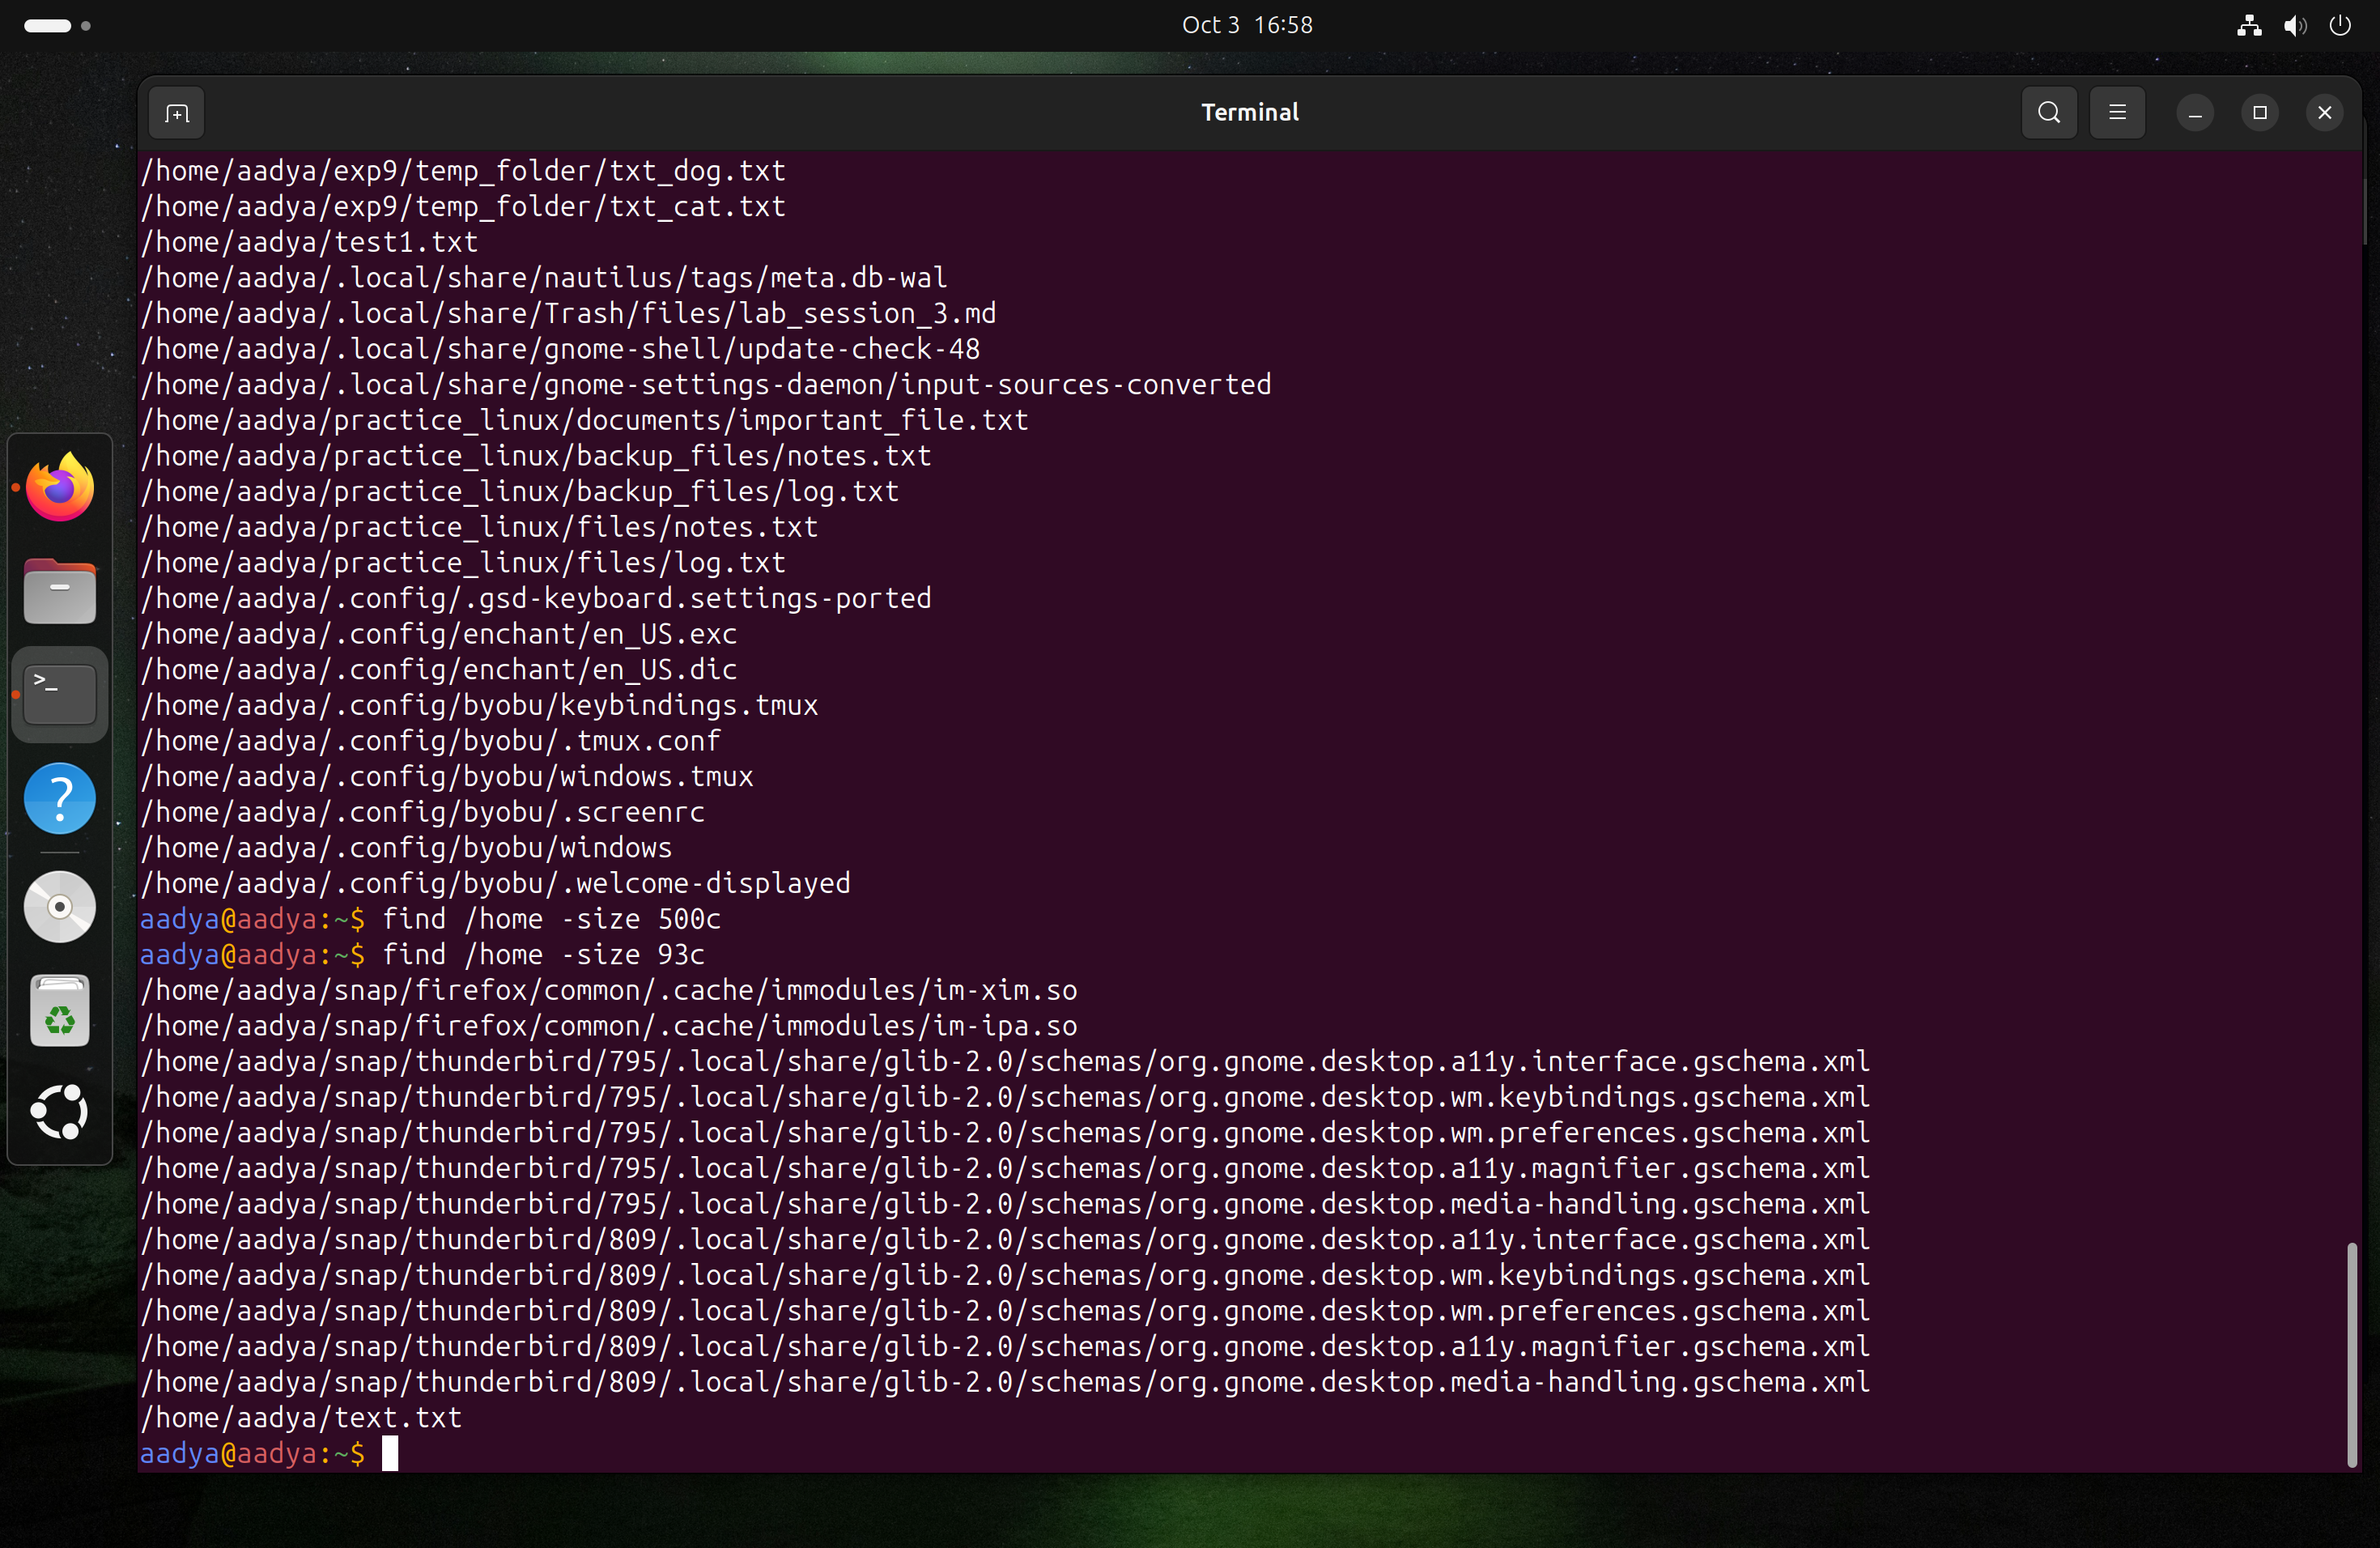 Oct 3 16:58
Terminal
/home/aadya/exp9/temp_folder/txt_dog.txt
/home/aadya/exp9/temp_folder/txt_cat.txt
/home/aadya/test1.txt
/home/aadya/.local/share/nautilus/tags/meta.db-wal
/home/aadya/.local/share/Trash/files/lab_session_3.md
/home/aadya/.local/share/gnome-shell/update-check-48
/home/aadya/.local/share/gnome-settings-daemon/input-sources-converted
/home/aadya/practice_linux/documents/important_file.txt
/home/aadya/practice_linux/backup_files/notes.txt
/home/aadya/practice_linux/backup_files/log.txt
/home/aadya/practice_linux/files/notes.txt
/home/aadya/practice_linux/files/log.txt
/home/aadya/.config/.gsd-keyboard.settings-ported
/home/aadya/.config/enchant/en_US.exc
/home/aadya/.config/enchant/en_US.dic
/home/aadya/.config/byobu/keybindings.tmux
/home/aadya/.config/byobu/.tmux.conf
/home/aadya/.config/byobu/windows.tmux
/home/aadya/.config/byobu/.screenrc
/home/aadya/.config/byobu/windows
/home/aadya/.config/byobu/.welcome-displayed
aadya@aadya:~$ find /home -size 500c
aadya@aadya:~$ find /home -size 93c
/home/aadya/snap/firefox/common/.cache/immodules/im-xim.so
/home/aadya/snap/firefox/common/.cache/immodules/im-ipa.so
/home/aadya/snap/thunderbird/795/.local/share/glib-2.0/schemas/org.gnome.desktop.a11y.interface.gschema.xml
/home/aadya/snap/thunderbird/795/.local/share/glib-2.0/schemas/org.gnome.desktop.wm.keybindings.gschema.xml
/home/aadya/snap/thunderbird/795/.local/share/glib-2.0/schemas/org.gnome.desktop.wm.preferences.gschema.xml
/home/aadya/snap/thunderbird/795/.local/share/glib-2.0/schemas/org.gnome.desktop.a11y.magnifier.gschema.xml
/home/aadya/snap/thunderbird/795/.local/share/glib-2.0/schemas/org.gnome.desktop.media-handling.gschema.xml
/home/aadya/snap/thunderbird/809/.local/share/glib-2.0/schemas/org.gnome.desktop.a11y.interface.gschema.xml
/home/aadya/snap/thunderbird/809/.local/share/glib-2.0/schemas/org.gnome.desktop.wm.keybindings.gschema.xml
/home/aadya/snap/thunderbird/809/.local/share/glib-2.0/schemas/org.gnome.desktop.wm.preferences.gschema.xml
/home/aadya/snap/thunderbird/809/.local/share/glib-2.0/schemas/org.gnome.desktop.a11y.magnifier.gschema.xml
/home/aadya/snap/thunderbird/809/.local/share/glib-2.0/schemas/org.gnome.desktop.media-handling.gschema.xml
/home/aadya/text.txt
aadya@aadya:~$